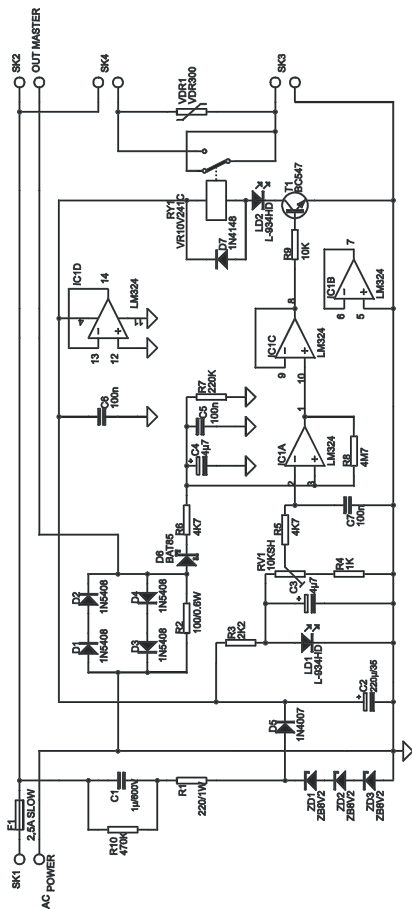 SK2
OUT MASTER
SK4
SK3
VDR1
VDR300
RY1
V/R10V241C
D7
1N4148
LD2
L-934HD
T1
BC547
R9
10K
IC1D
14
4
11
13
12
LM324
C6
100n
IC1C
8
9
10
LM324
IC1B
7
6
5
LM324
R7
220K
C5
100n
C4
4µ7
+
IC1A
1
2
3
LM324
R8
4M7
R6
4K7
D6
BAT85
R5
4K7
C7
100n
RV1
10KSH
R4
1K
C3
4µ7
+
D2
1N5408
D4
1N5408
D1
1N5408
D3
1N5408
R2
100/0.6W
R3
2K2
LD1
L-934HD
D5
1N4007
C2
220µ/35
+
F1
2,5A SLOW
C1
1µ/600V
R1
220/1W
R10
470K
ZD1
ZB8V2
ZD2
ZB8V2
ZD3
ZB8V2
SK1
AC POWER